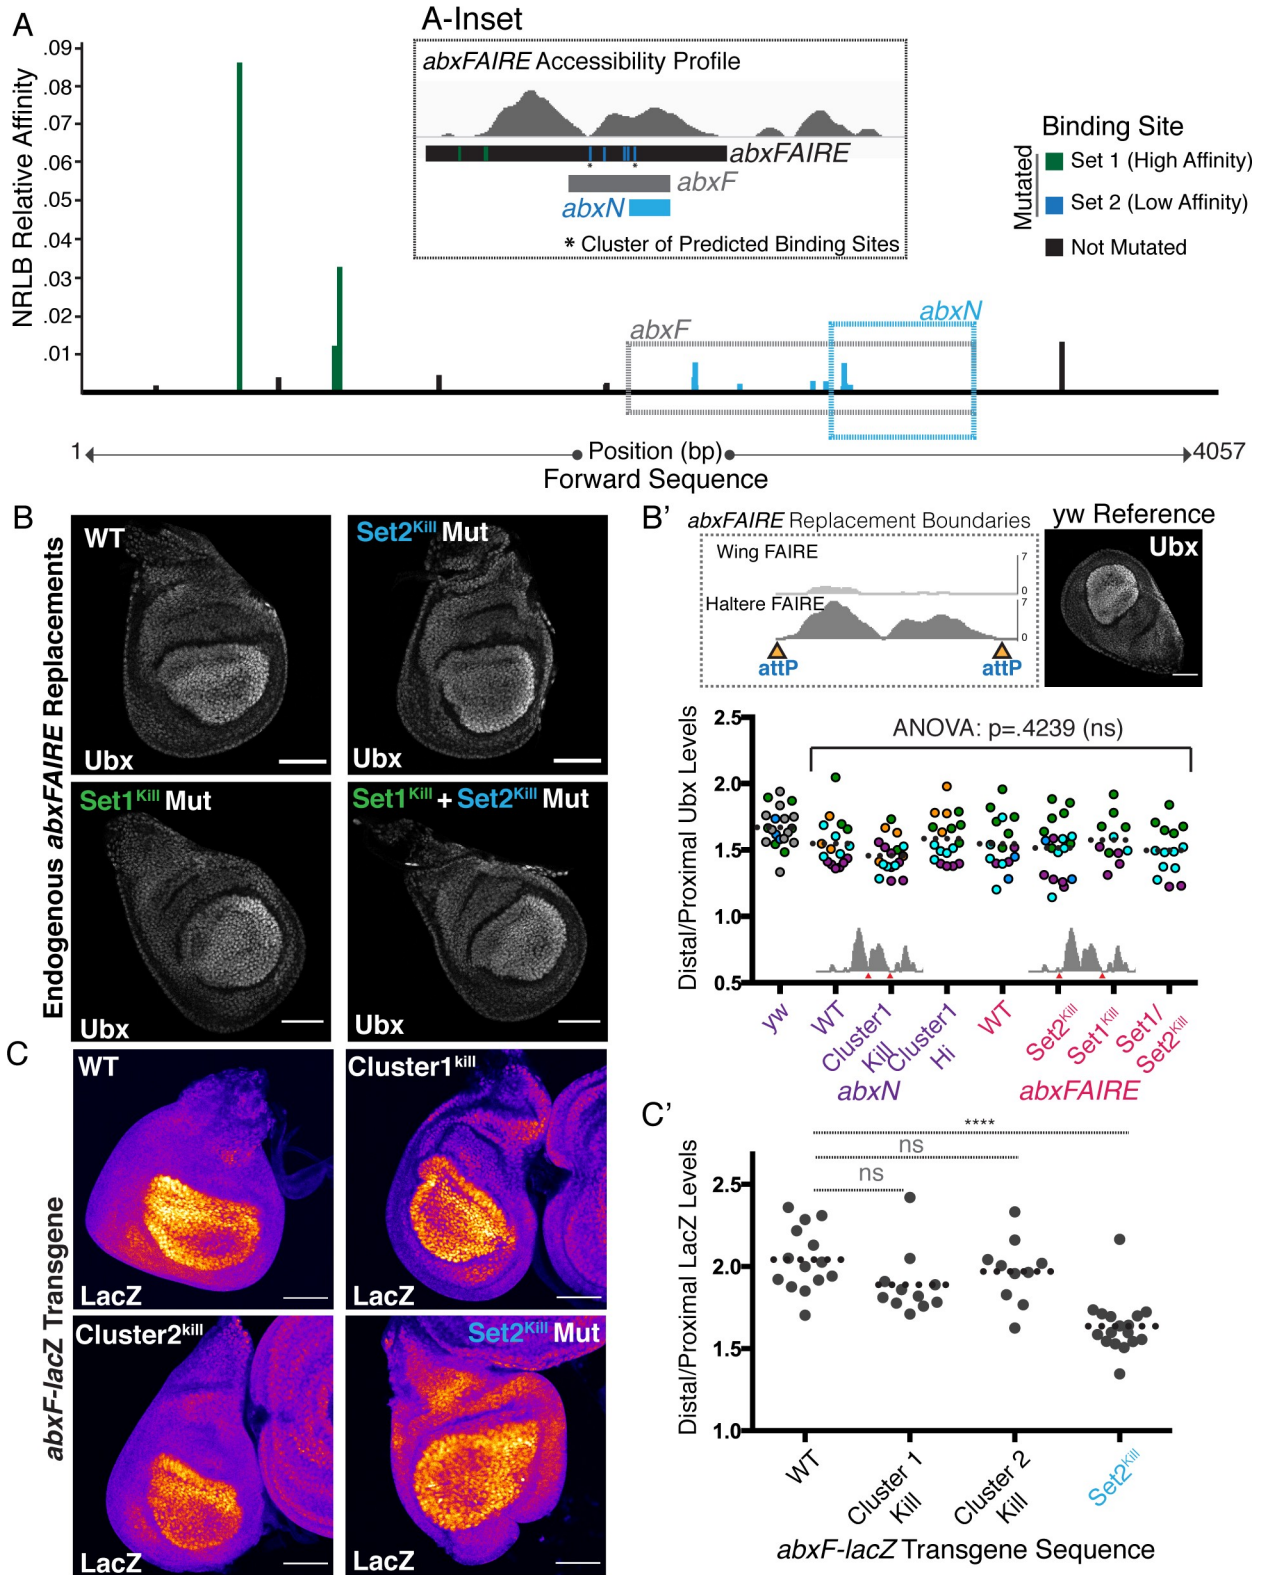 A
A-Inset
abxFAIRE Accessibility Profile
abxFAIRE
abxF
abxN
* Cluster of Predicted Binding Sites
* *
Binding Site
Mutated
Set 1 (High Affinity)
Set 2 (Low Affinity)
Not Mutated
NRLB Relative Affinity
.09
.08
.07
.06
.05
.04
.03
.02
.01
abxF
abxN
1
Position (bp)
4057
Forward Sequence
B
Endogenous abxFAIRE Replacements
WT
Ubx
Set2Kill Mut
Ubx
Set1Kill Mut
Ubx
Set1Kill + Set2Kill Mut
Ubx
B'
abxFAIRE Replacement Boundaries
Wing FAIRE
7
0
Haltere FAIRE
7
0
attP
attP
yw Reference
Ubx
ANOVA: p=.4239 (ns)
Distal/Proximal Ubx Levels
2.5
2.0
1.5
1.0
0.5
yw
WT
Cluster1
Kill
Cluster1
Hi
WT
Set2Kill
Set1Kill
Set1/
Set2Kill
abxN
abxFAIRE
C
abxF-lacZ Transgene
WT
LacZ
Cluster1kill
LacZ
Cluster2kill
LacZ
Set2Kill Mut
LacZ
C'
****
ns
ns
Distal/Proximal LacZ Levels
2.5
2.0
1.5
1.0
WT
Cluster 1
Kill
Cluster 2
Kill
Set2Kill
abxF-lacZ Transgene Sequence